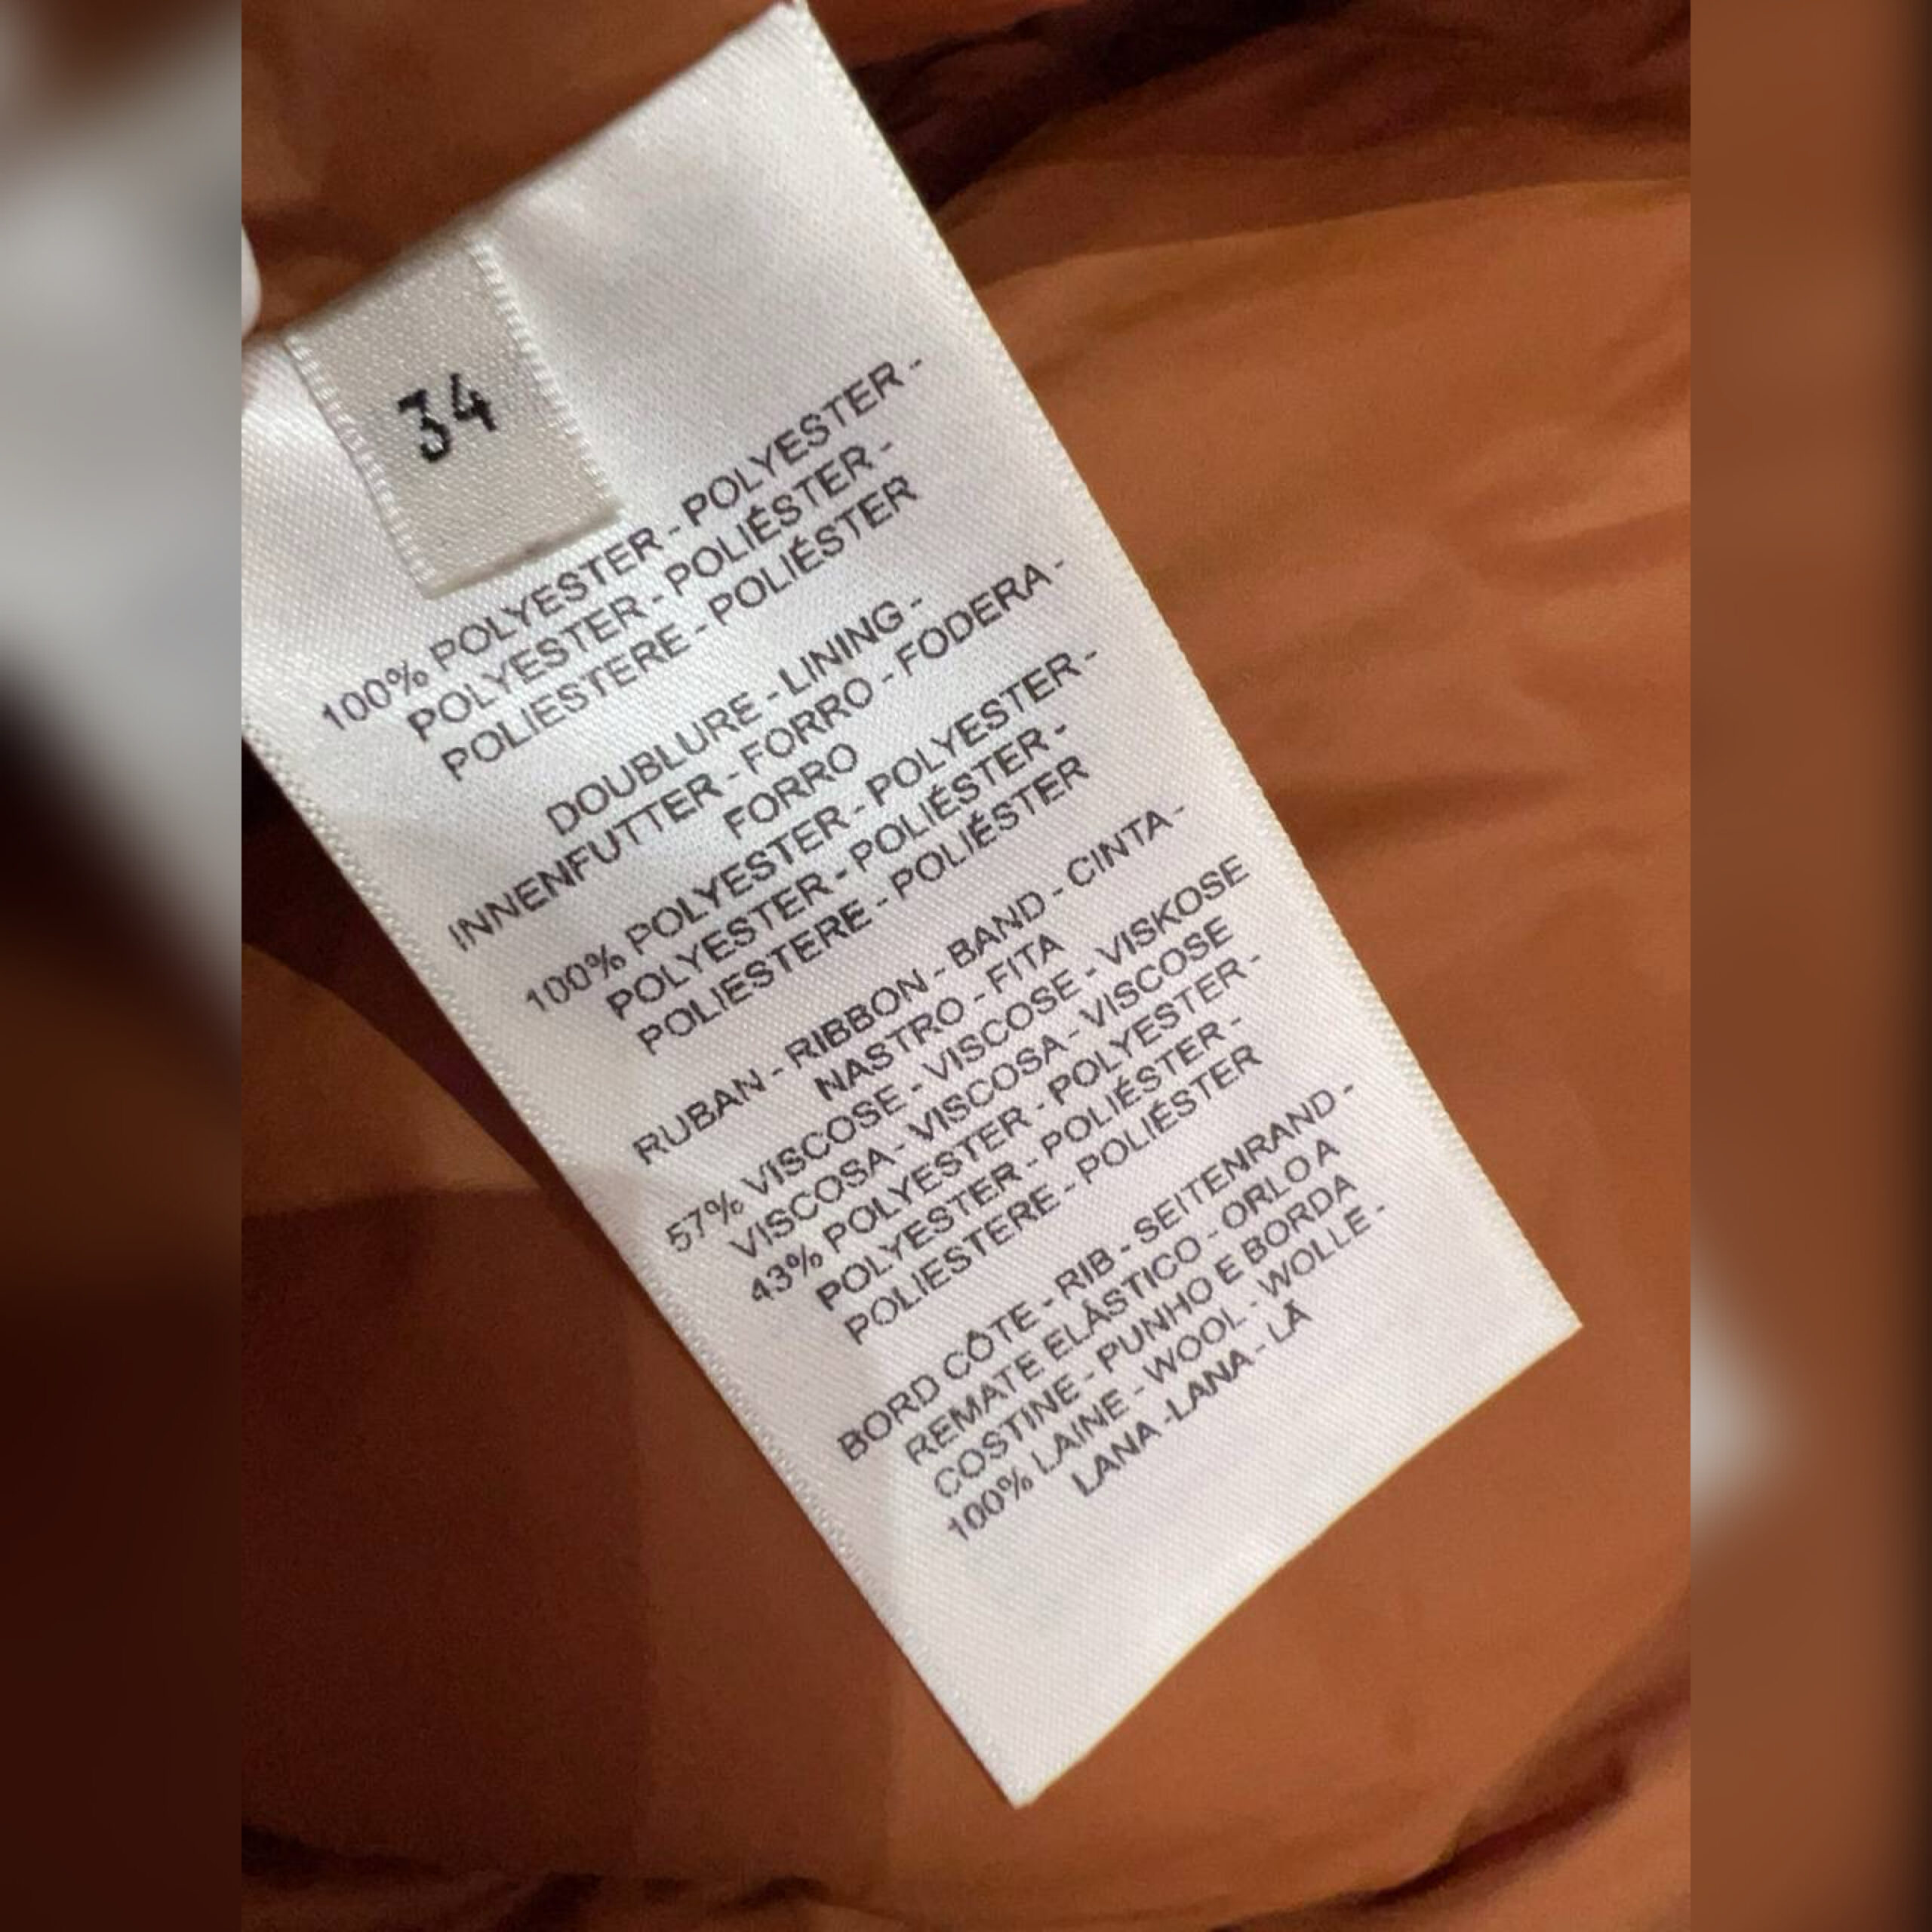 34
100% POLYESTER - POLYESTER -
POLYESTER - POLIÉSTER -
POLIESTERE - POLIÉSTER
DOUBLURE - LINING -
INNENFUTTER - FORRO - FODERA -
FORRO
100% POLYESTER - POLYESTER -
POLYESTER - POLIÉSTER -
POLIESTERE - POLIÉSTER
RUBAN - RIBBON - BAND - CINTA -
NASTRO - FITA
57% VISCOSE - VISCOSE - VISKOSE
VISCOSA - VISCOSA - VISCOSE
43% POLYESTER - POLYESTER -
POLYESTER - POLIÉSTER -
POLIESTERE - POLIÉSTER
BORD CÔTE - RIB - SEITENRAND -
REMATE ELÁSTICO - ORLO A
COSTINE - PUNHO E BORDA
100% LAINE - WOOL - WOLLE -
LANA -LANA - LÃ